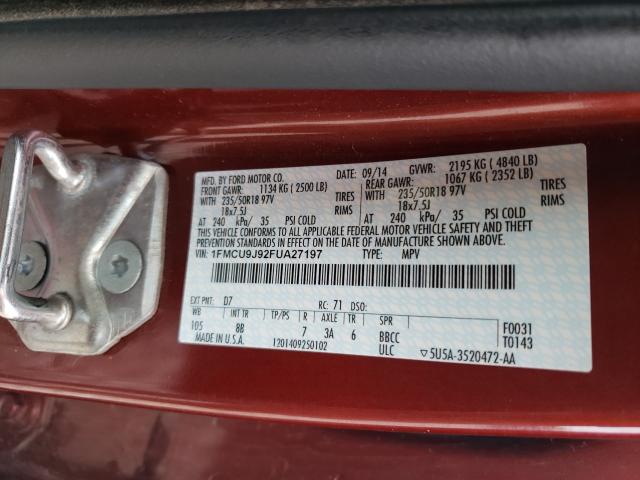 MFD. BY FORD MOTOR CO.
DATE: 09/14 GVWR: 2195 KG ( 4840 LB)
FRONT GAWR: 1134 KG ( 2500 LB) REAR GAWR: 1067 KG ( 2352 LB)
WITH 235/50R18 97V TIRES WITH 235/50R18 97V TIRES
18x7.5J RIMS 18x7.5J RIMS
AT 240 kPa/ 35 PSI COLD AT 240 kPa/ 35 PSI COLD
THIS VEHICLE CONFORMS TO ALL APPLICABLE FEDERAL MOTOR VEHICLE SAFETY
AND THEFT PREVENTION STANDARDS IN EFFECT ON THE DATE OF MANUFACTURE SHOWN ABOVE.
VIN: 1FMCU9J92FUA27197 TYPE: MPV
EXT PNT: D7 RC: 71 DSO:
WB TP/PS R AXLE TR SPR
105 8B 7 3A 6 BBCC F0031
MADE IN U.S.A. 1201409250102 ULC ▽5U5A-3520472-AA T0143